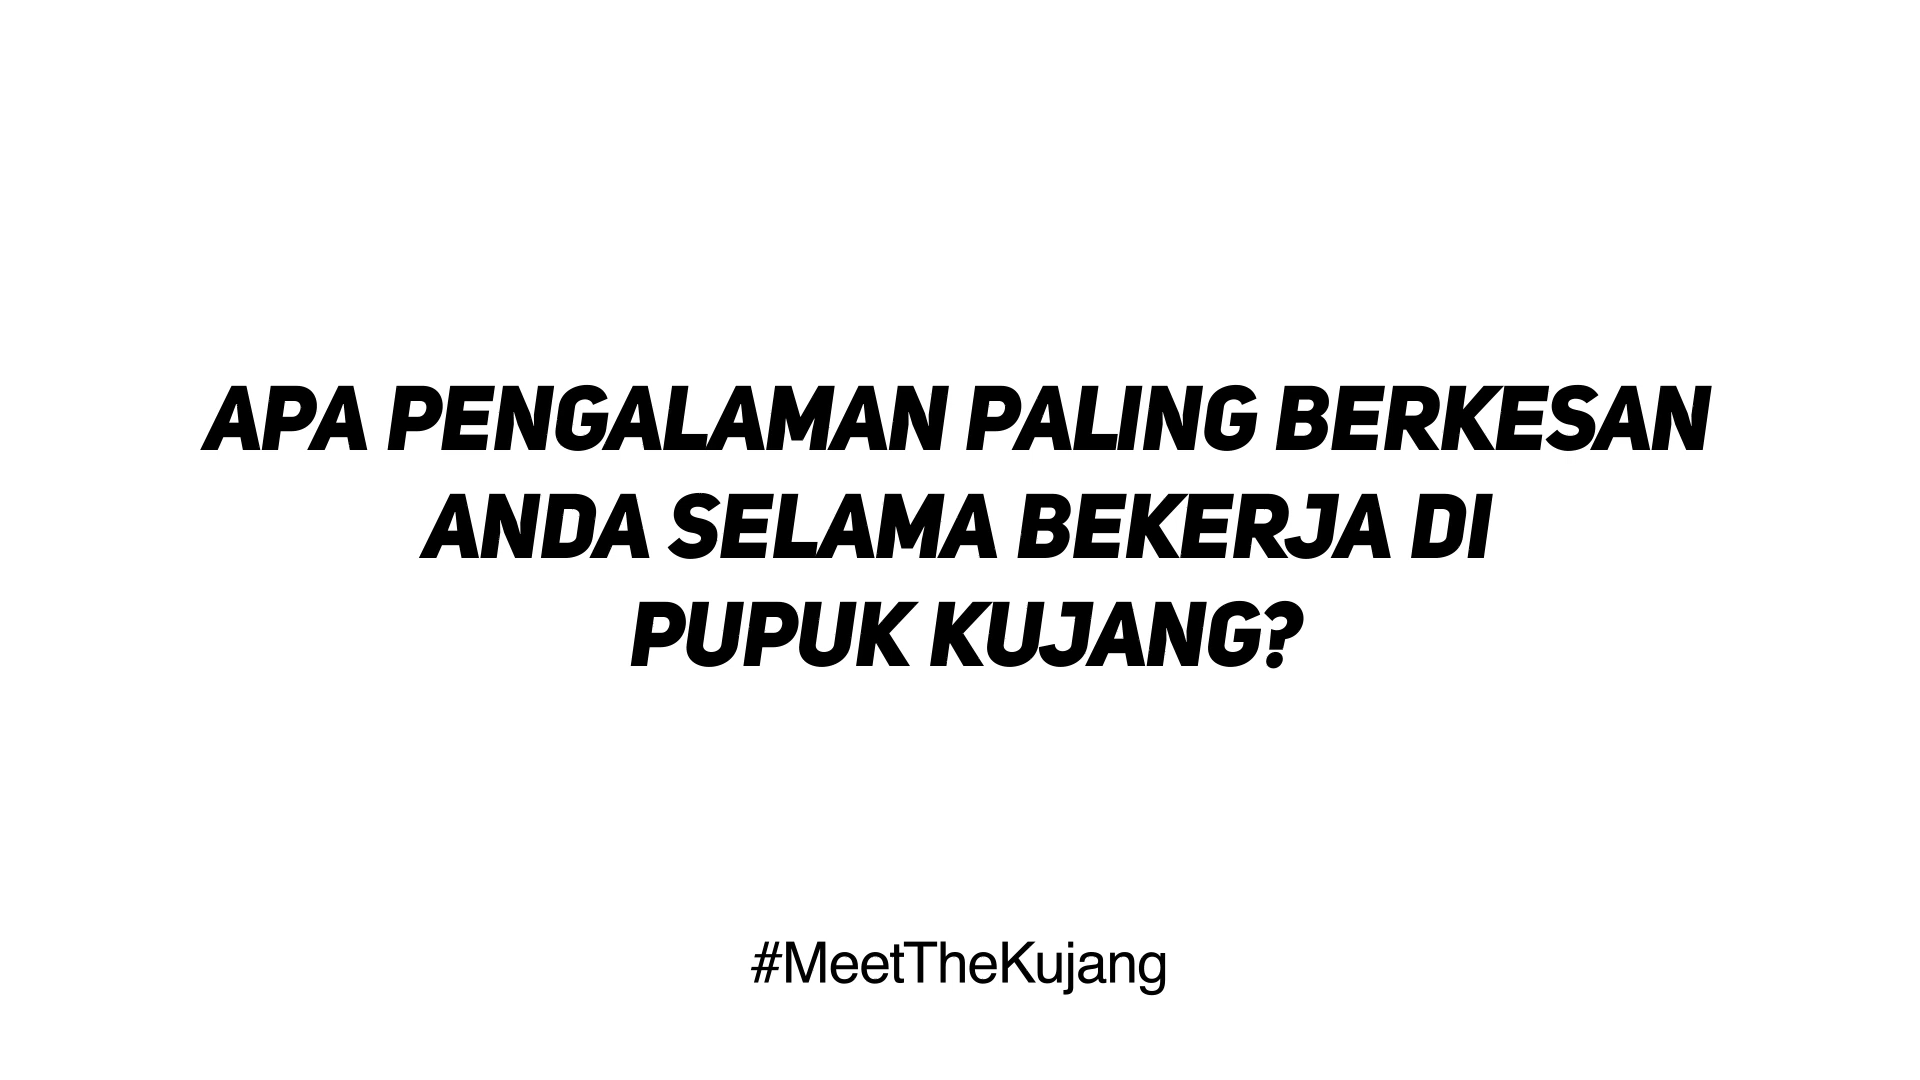 APA PENGALAMAN PALING BERKESAN
ANDA SELAMA BEKERJA DI
PUPUK KUJANG?
#MeetTheKujang